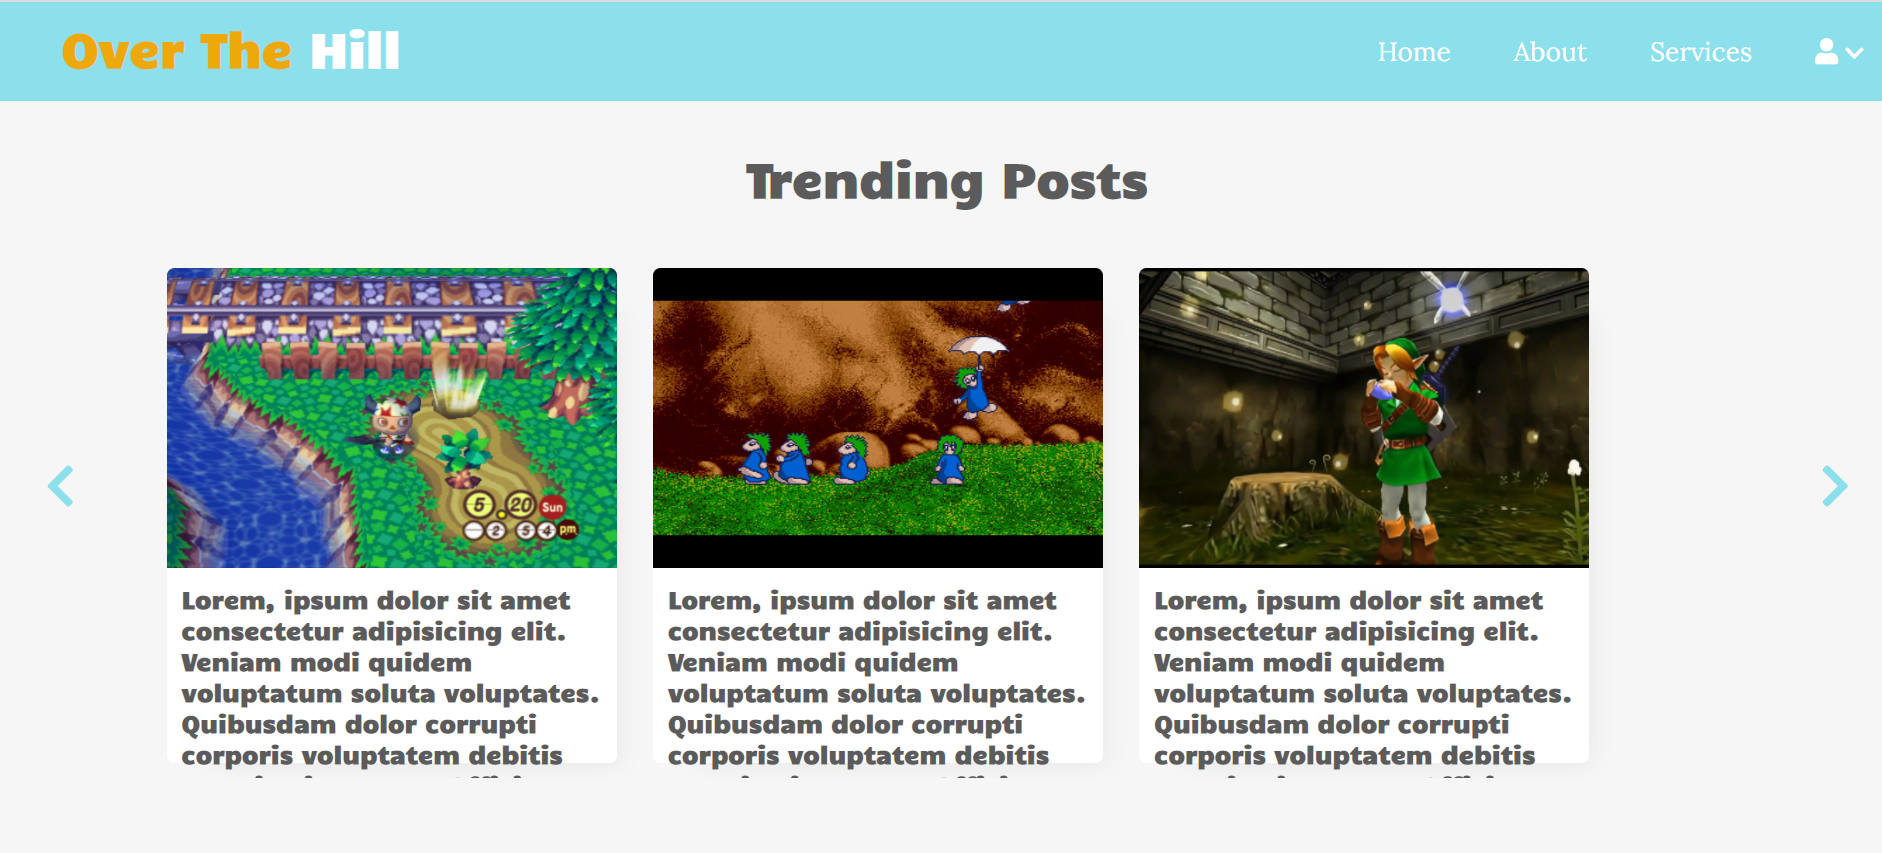 Over The Hill
Home About Services
Trending Posts
5 20 Sun
2 5 4 pm
Lorem, ipsum dolor sit amet
consectetur adipisicing elit.
Veniam modi quidem
voluptatum soluta voluptates.
Quibusdam dolor corrupti
corporis voluptatem debitis
Lorem, ipsum dolor sit amet
consectetur adipisicing elit.
Veniam modi quidem
voluptatum soluta voluptates.
Quibusdam dolor corrupti
corporis voluptatem debitis
Lorem, ipsum dolor sit amet
consectetur adipisicing elit.
Veniam modi quidem
voluptatum soluta voluptates.
Quibusdam dolor corrupti
corporis voluptatem debitis